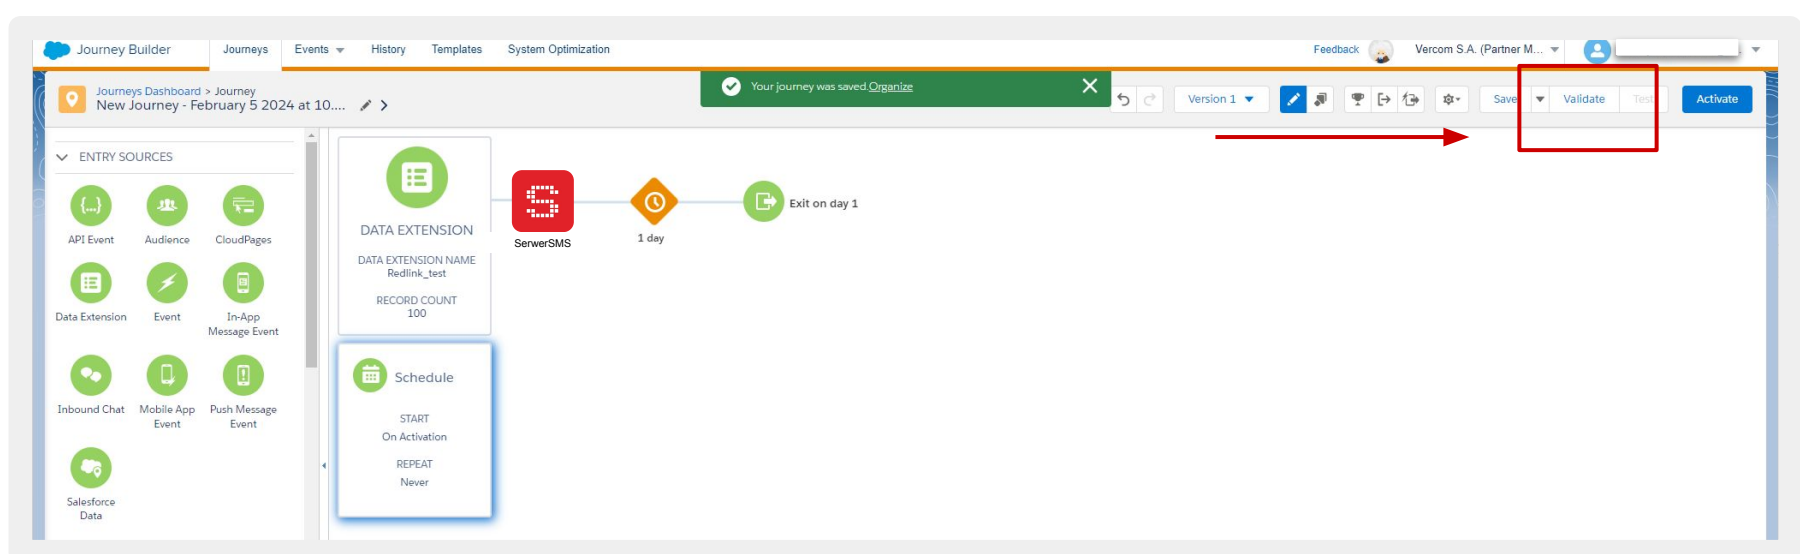 Journey Builder
Journeys
Events
History
Templates
System Optimization
Feedback
Vercom S.A. (Partner M...
Journeys Dashboard > Journey
New Journey - February 5 2024 at 10....
Your journey was saved. Organize
Version 1
Save
Validate
Test
Activate
ENTRY SOURCES
{...}
API Event
Audience
CloudPages
Data Extension
Event
In-App
Message Event
Inbound Chat
Mobile App
Event
Push Message
Event
Salesforce
Data
DATA EXTENSION
DATA EXTENSION NAME
Redlink_test
RECORD COUNT
100
S
SerwerSMS
1 day
Exit on day 1
Schedule
START
On Activation
REPEAT
Never